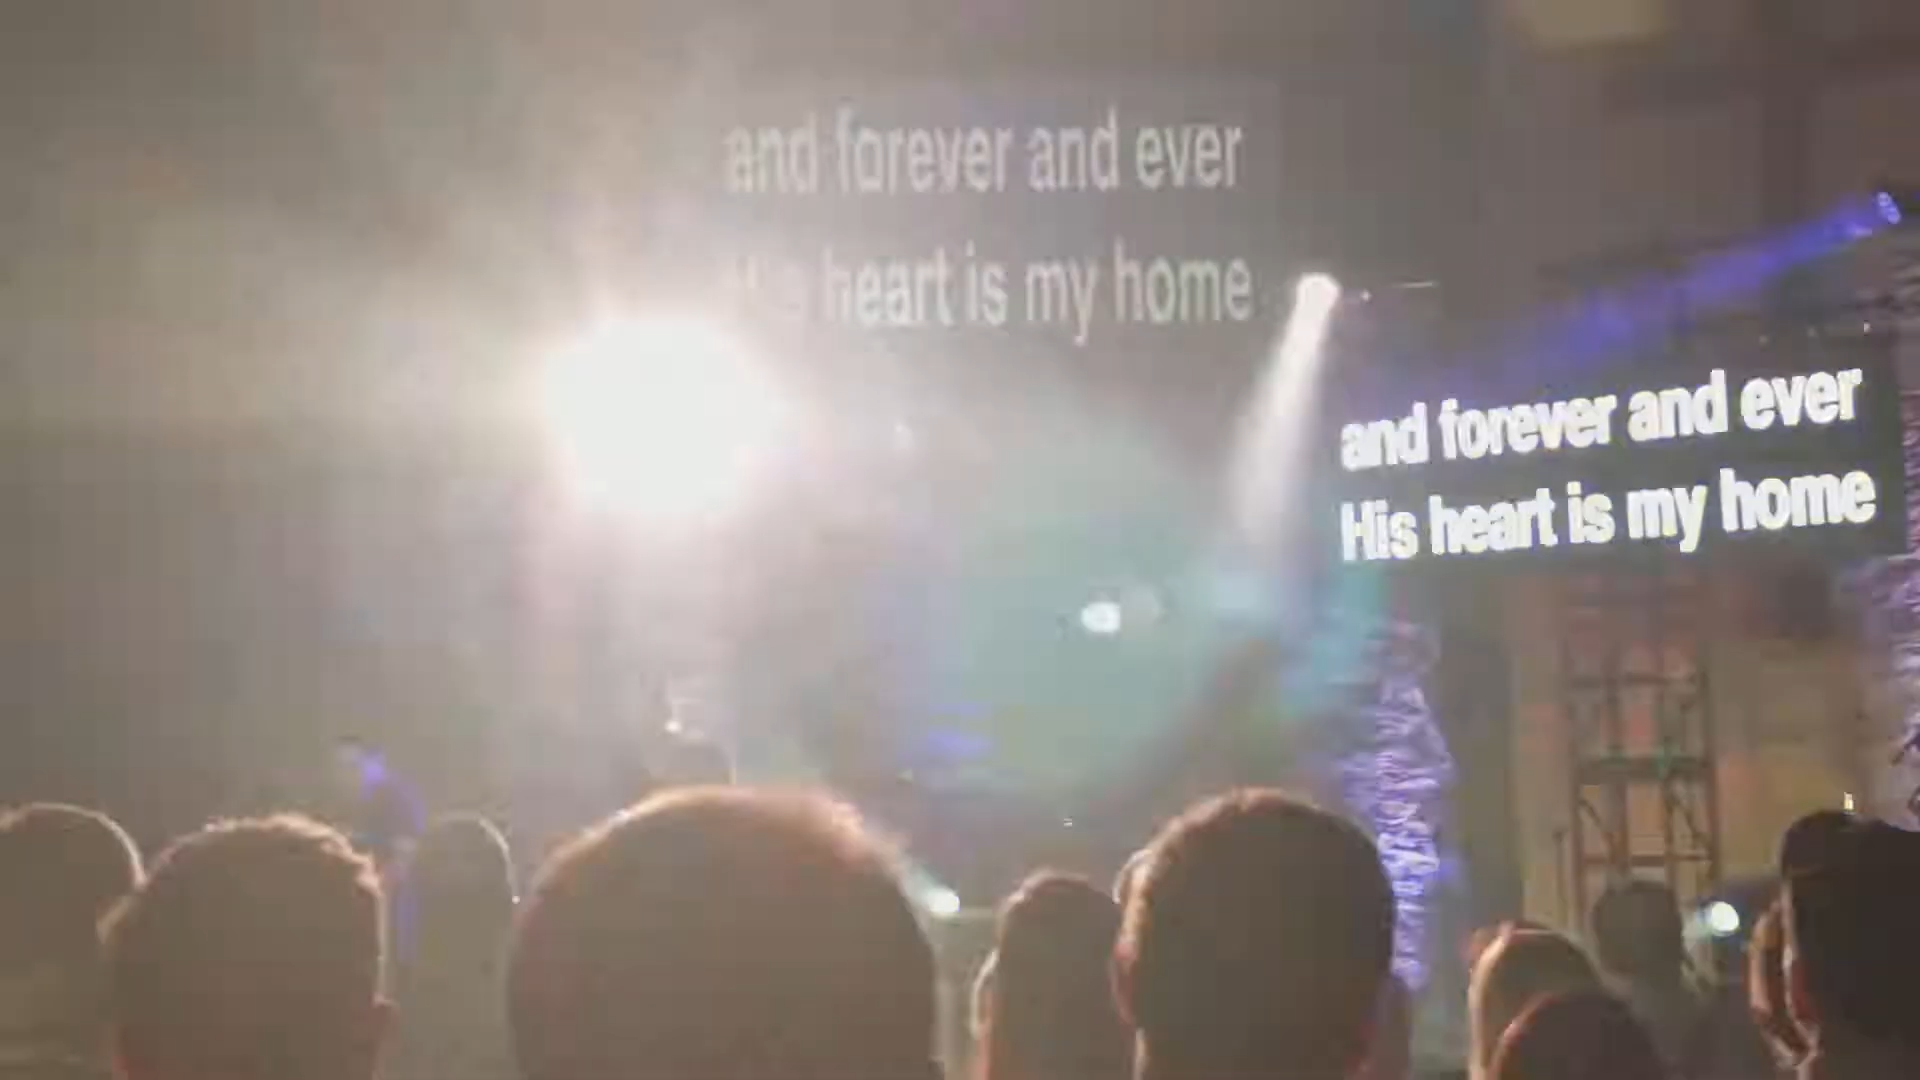 and forever and ever
heart is my home
and forever and ever
His heart is my home